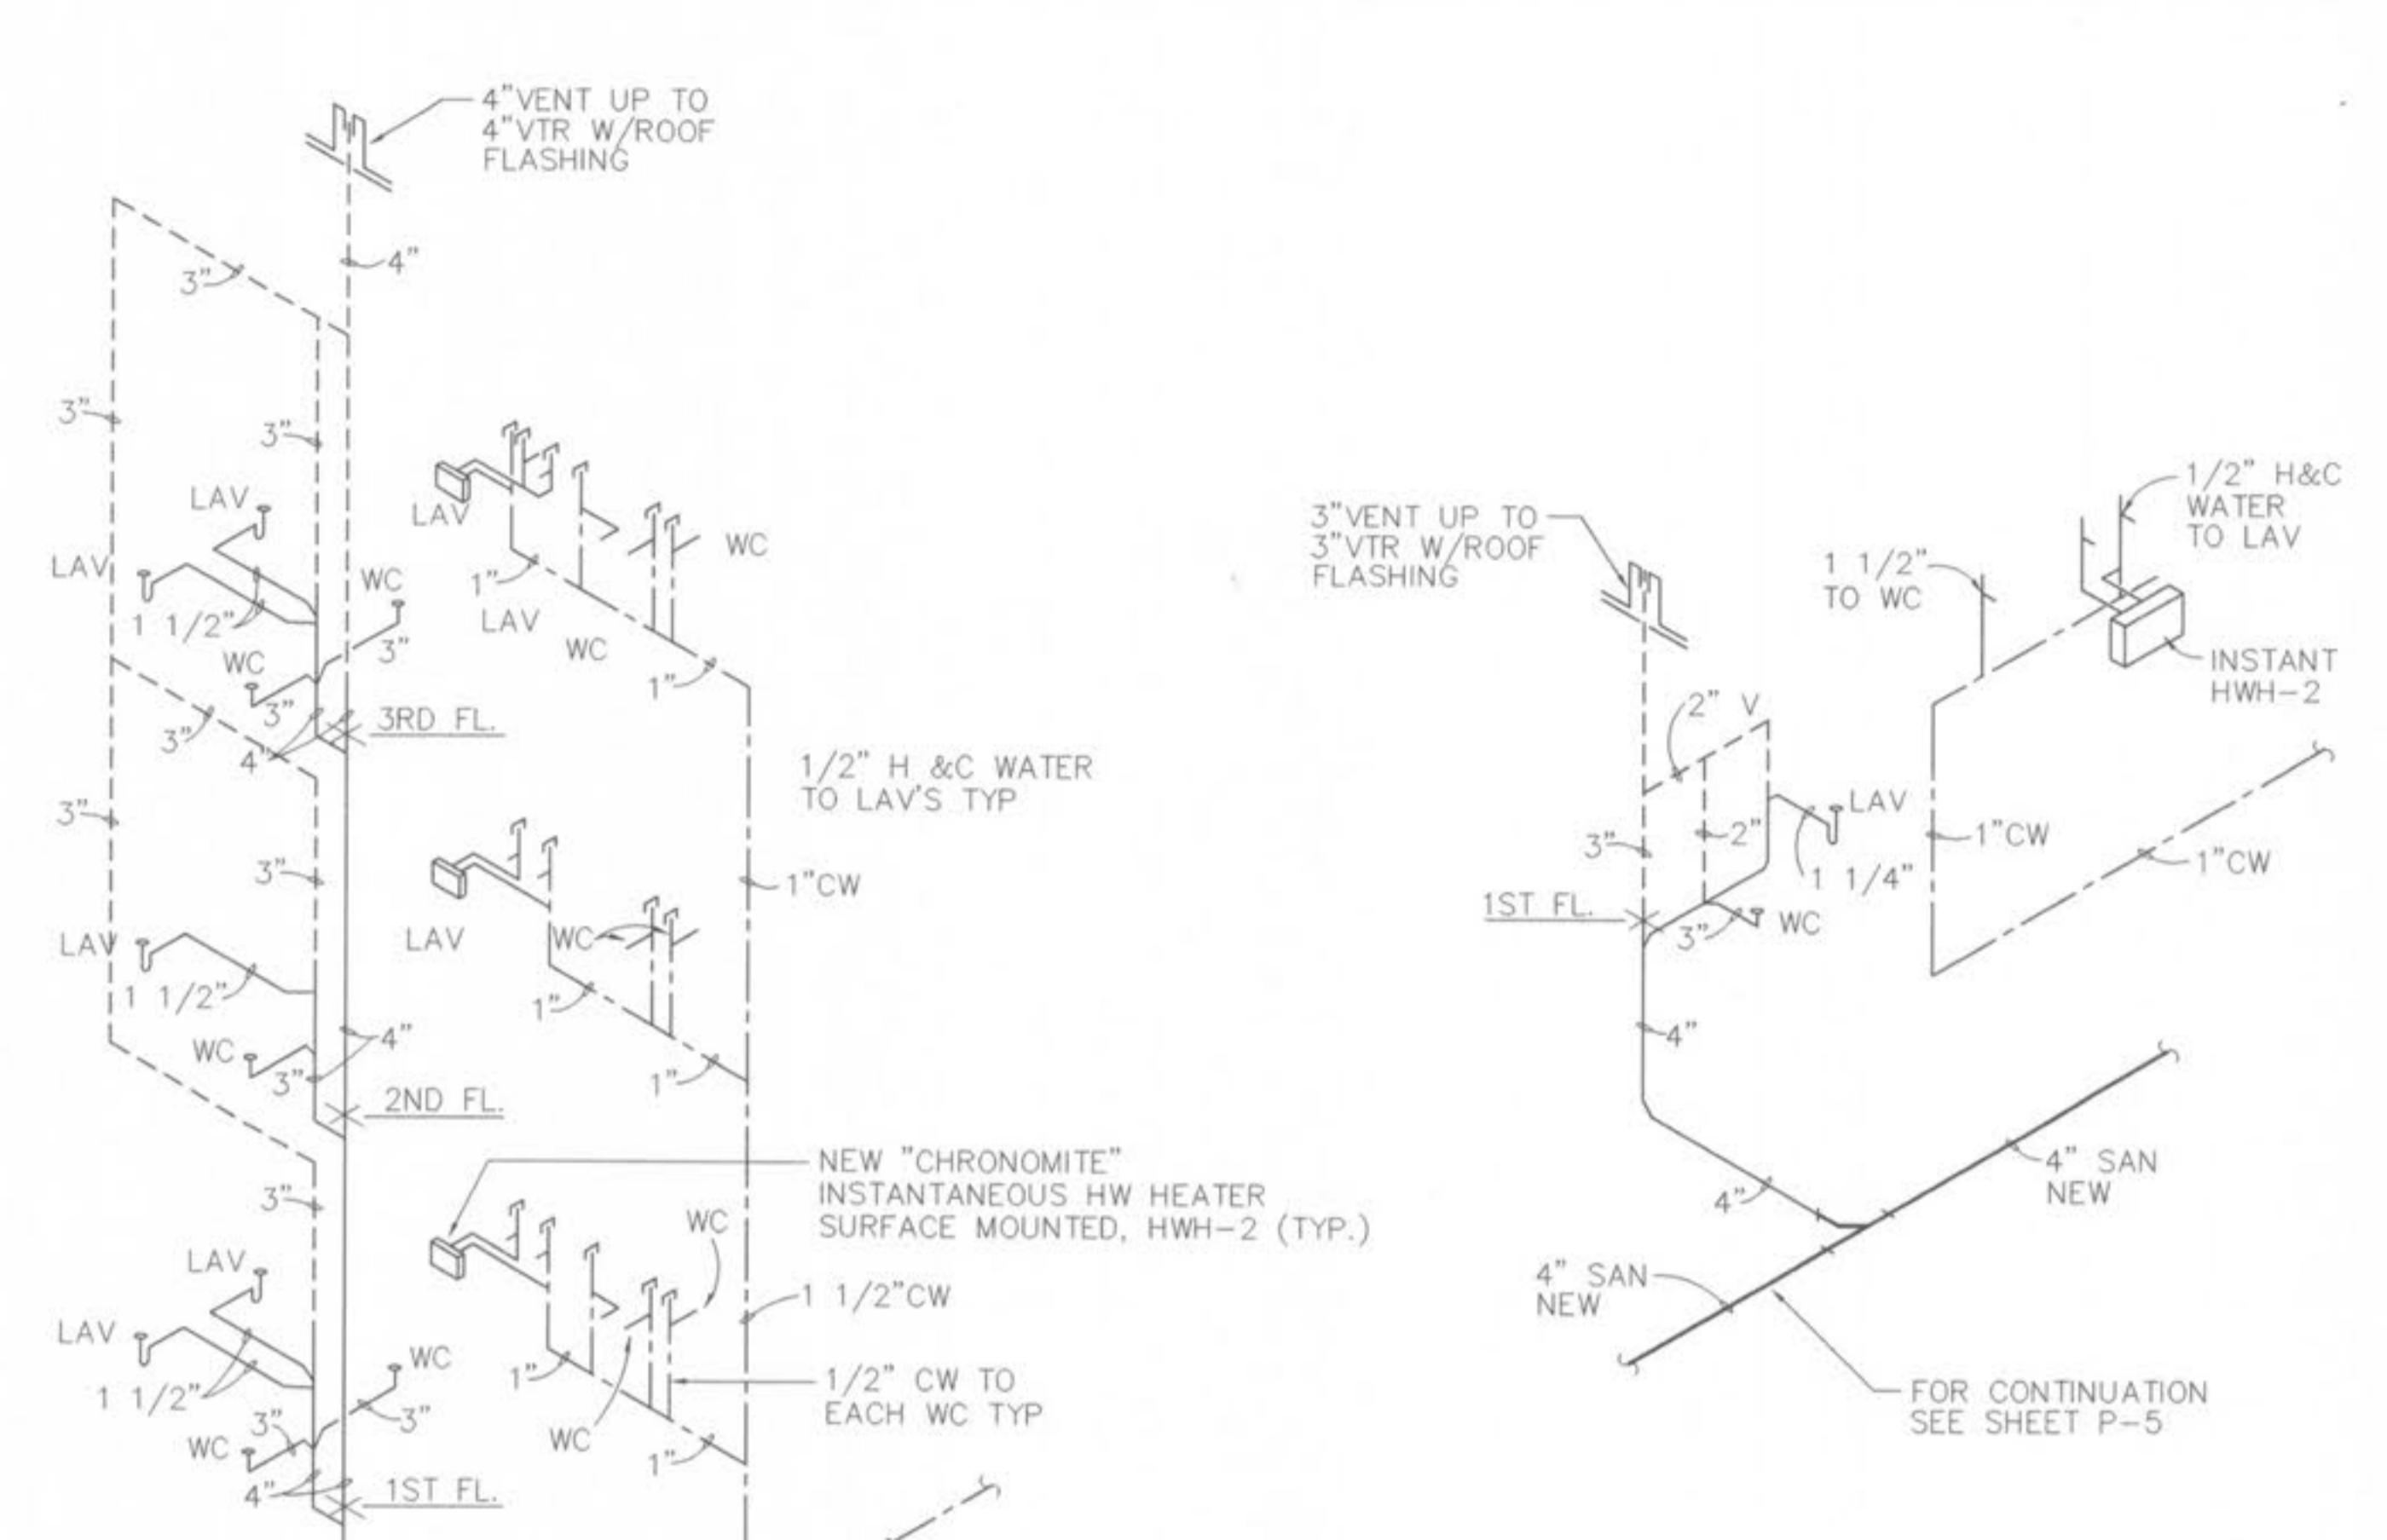 4"VENT UP TO
4"VTR W/ROOF
FLASHING
4"
3"
3"
3"
LAV
LAV
1 1/2"
WC
3"
WC
3"
3"
4"
3RD FL.
3"
3"
LAV
1 1/2"
WC
3"
4"
2ND FL.
3"
LAV
LAV
1 1/2"
WC
3"
3"
WC
4"
1ST FL.
LAV
WC
1"
LAV
WC
1"
1/2" H &C WATER
TO LAV'S TYP
1"CW
LAV
WC
1"
1"
NEW "CHRONOMITE"
INSTANTANEOUS HW HEATER
SURFACE MOUNTED, HWH-2 (TYP.)
WC
1 1/2"CW
1"
1/2" CW TO
EACH WC TYP
WC
1"
3"VENT UP TO
3"VTR W/ROOF
FLASHING
2" V
3"
2"
LAV
1 1/4"
1ST FL.
3"
WC
4"
4"
1/2" H&C
WATER
TO LAV
1 1/2"
TO WC
INSTANT
HWH-2
1"CW
1"CW
4" SAN
NEW
4" SAN
NEW
FOR CONTINUATION
SEE SHEET P-5